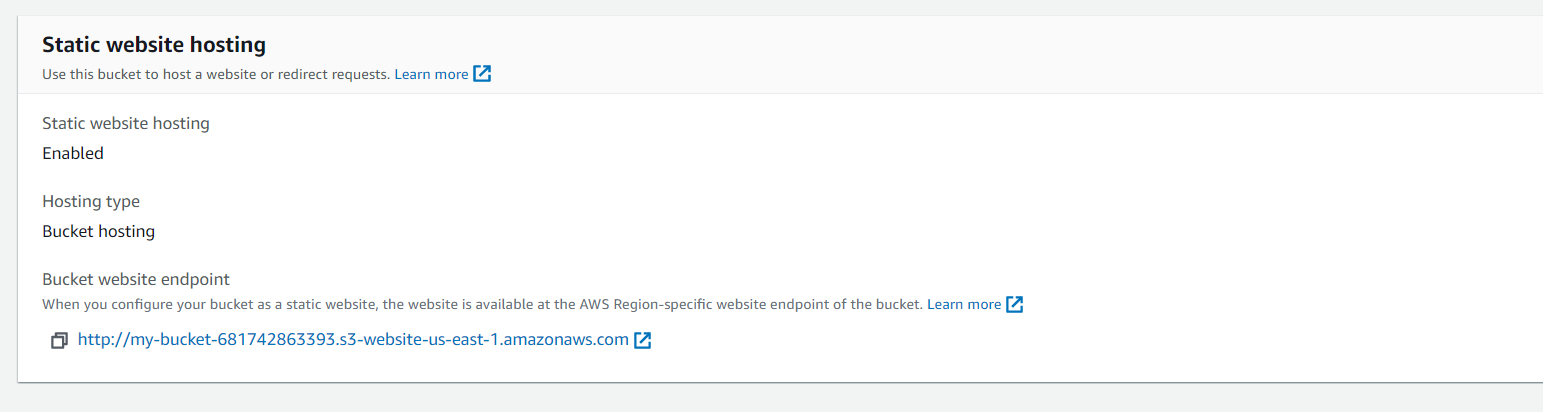 Static website hosting
Use this bucket to host a website or redirect requests. Learn more
Static website hosting
Enabled
Hosting type
Bucket hosting
Bucket website endpoint
When you configure your bucket as a static website, the website is available at the AWS Region-specific website endpoint of the bucket. Learn more
http://my-bucket-681742863393.s3-website-us-east-1.amazonaws.com